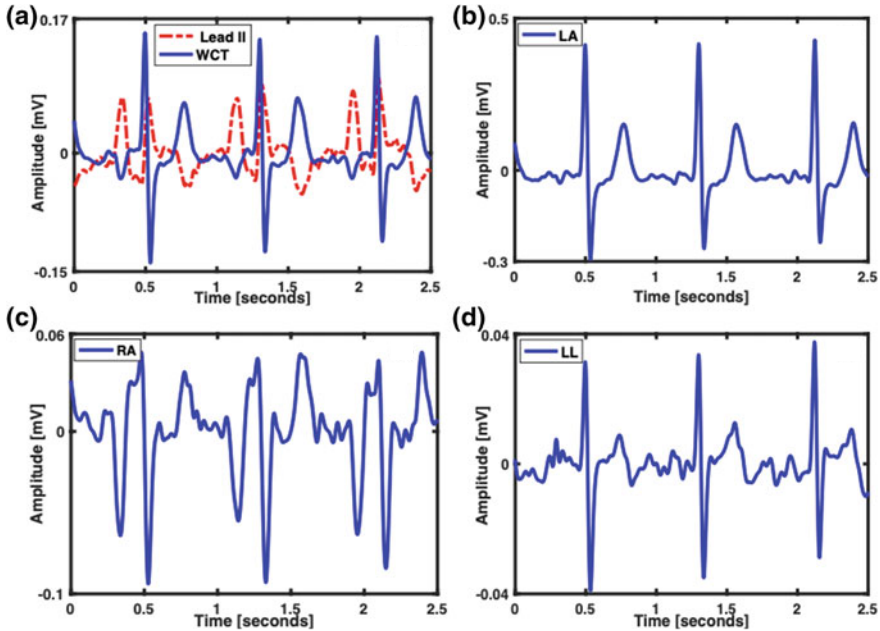 (a)
0.17
Lead II
WCT
Amplitude [mV]
0
-0.15
0 0.5 1 1.5 2 2.5
Time [seconds]
(b)
0.5
LA
Amplitude [mV]
0
-0.3
0 0.5 1 1.5 2 2.5
Time [seconds]
(c)
0.06
RA
Amplitude [mV]
0
-0.1
0 0.5 1 1.5 2 2.5
Time [seconds]
(d)
0.04
LL
Amplitude [mV]
0
-0.04
0 0.5 1 1.5 2 2.5
Time [seconds]